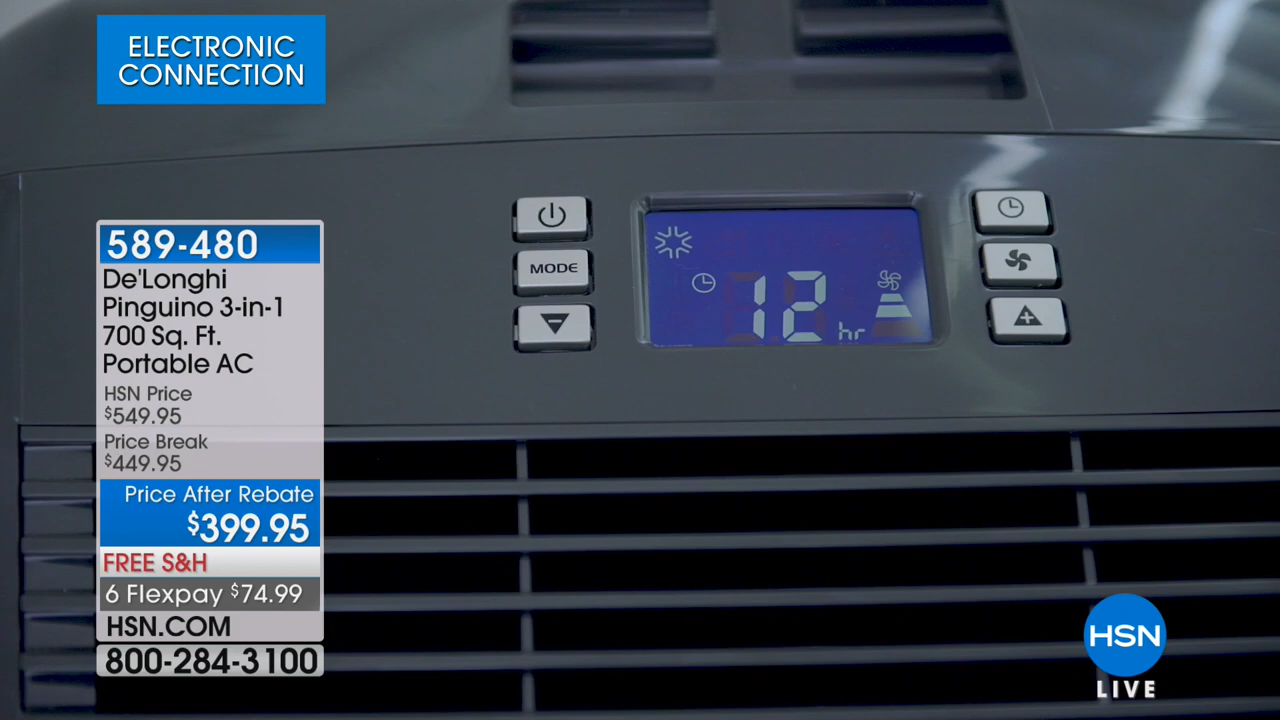 ELECTRONIC
CONNECTION
589-480
De'Longhi
Pinguino 3-in-1
700 Sq. Ft.
Portable AC
HSN Price
$549.95
Price Break
$449.95
Price After Rebate
$399.95
FREE S&H
6 Flexpay $74.99
HSN.COM
800-284-3100
MODE
12 hr
HSN
LIVE